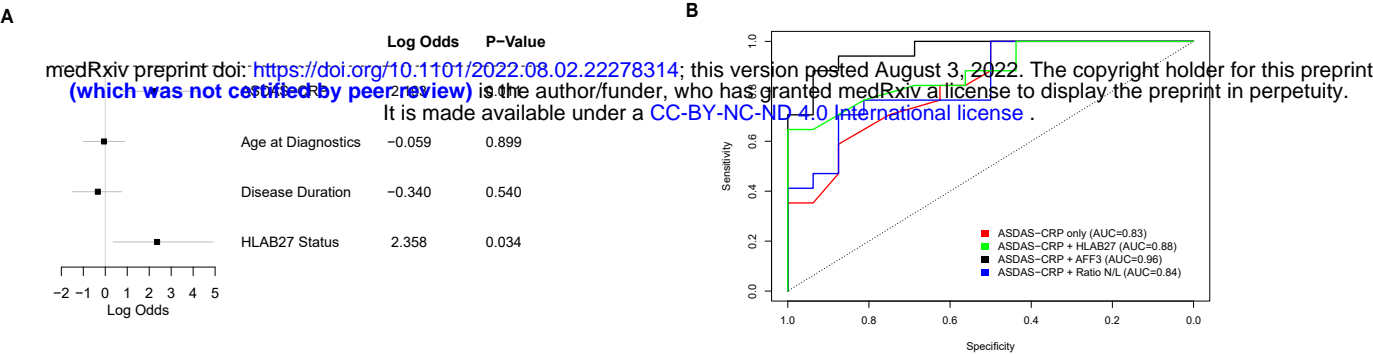 A
B
Log Odds P−Value
medRxiv preprint doi: https://doi.org/10.1101/2022.08.02.22278314; this version posted August 3, 2022. The copyright holder for this preprint
(which was not certified by peer review) is the author/funder, who has granted medRxiv a license to display the preprint in perpetuity.
It is made available under a CC-BY-NC-ND 4.0 International license .
ASDAS−CRP
Age at Diagnostics −0.059 0.899
Disease Duration −0.340 0.540
HLAB27 Status 2.358 0.034
−2 −1 0 1 2 3 4 5
Log Odds
Sensitivity
1.0
0.8
0.6
0.4
0.2
0.0
ASDAS−CRP only (AUC=0.83)
ASDAS−CRP + HLAB27 (AUC=0.88)
ASDAS−CRP + AFF3 (AUC=0.96)
ASDAS−CRP + Ratio N/L (AUC=0.84)
1.0 0.8 0.6 0.4 0.2 0.0
Specificity